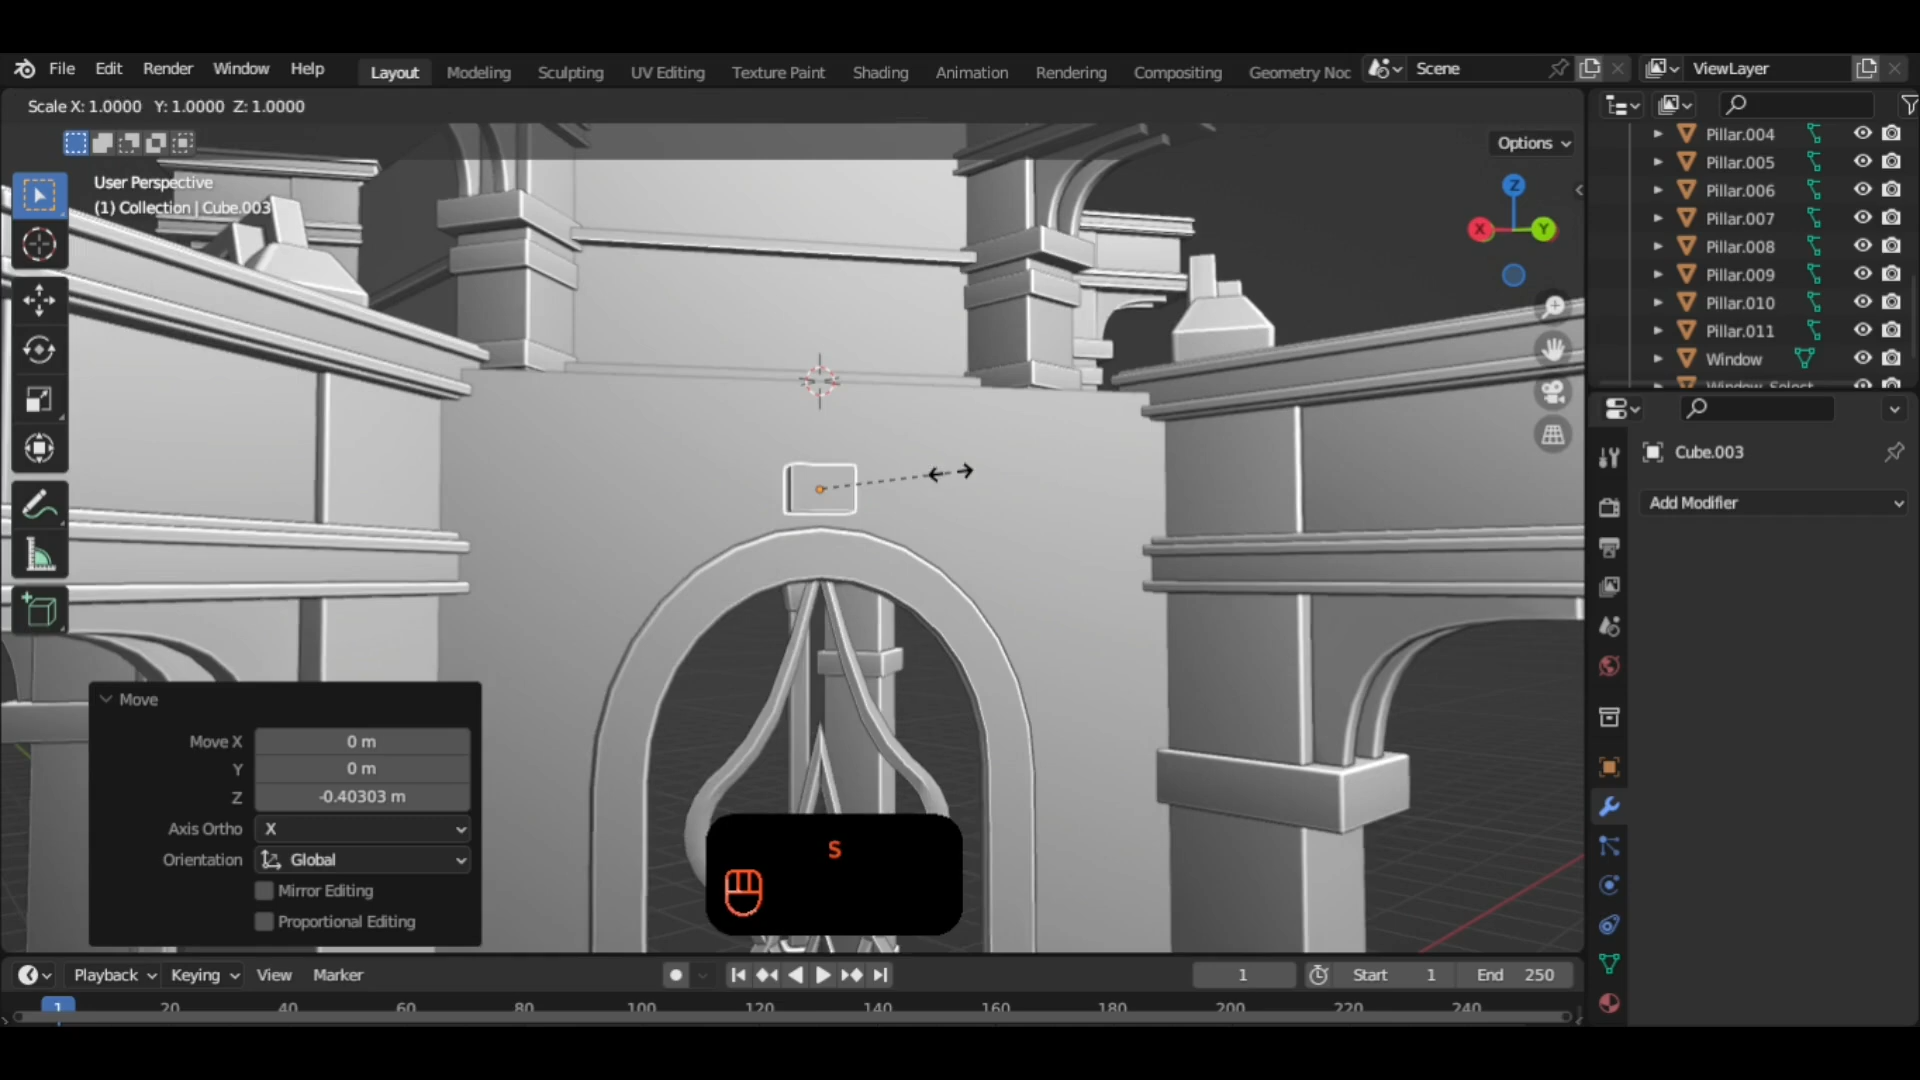 File Edit Render Window Help Layout Modeling Sculpting UV Editing Texture Paint Shading Animation Rendering Compositing Geometry Noc Scene ViewLayer
Scale X: 1.0000 Y: 1.0000 Z: 1.0000
Options
User Perspective
(1) Collection | Cube.003
Z
X
Y
Pillar.004
Pillar.005
Pillar.006
Pillar.007
Pillar.008
Pillar.009
Pillar.010
Pillar.011
Window
Window_Select
Cube.003
Add Modifier
Move
Move X 0 m
Y 0 m
Z -0.40303 m
Axis Ortho X
Orientation Global
Mirror Editing
Proportional Editing
S
Playback Keying View Marker 1 Start 1 End 250
1 20 40 60 80 100 120 140 160 180 200 220 240